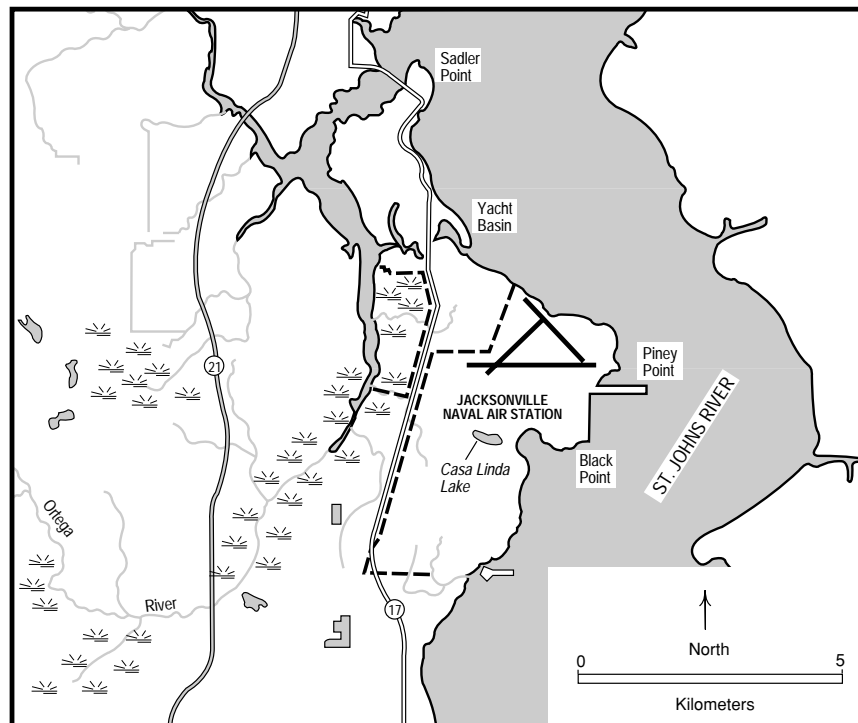 Sadler
Point
Yacht
Basin
21
Piney
Point
JACKSONVILLE
NAVAL AIR STATION
ST. JOHNS RIVER
Casa Linda
Lake
Black
Point
Ortega
River
17
North
0 5
Kilometers